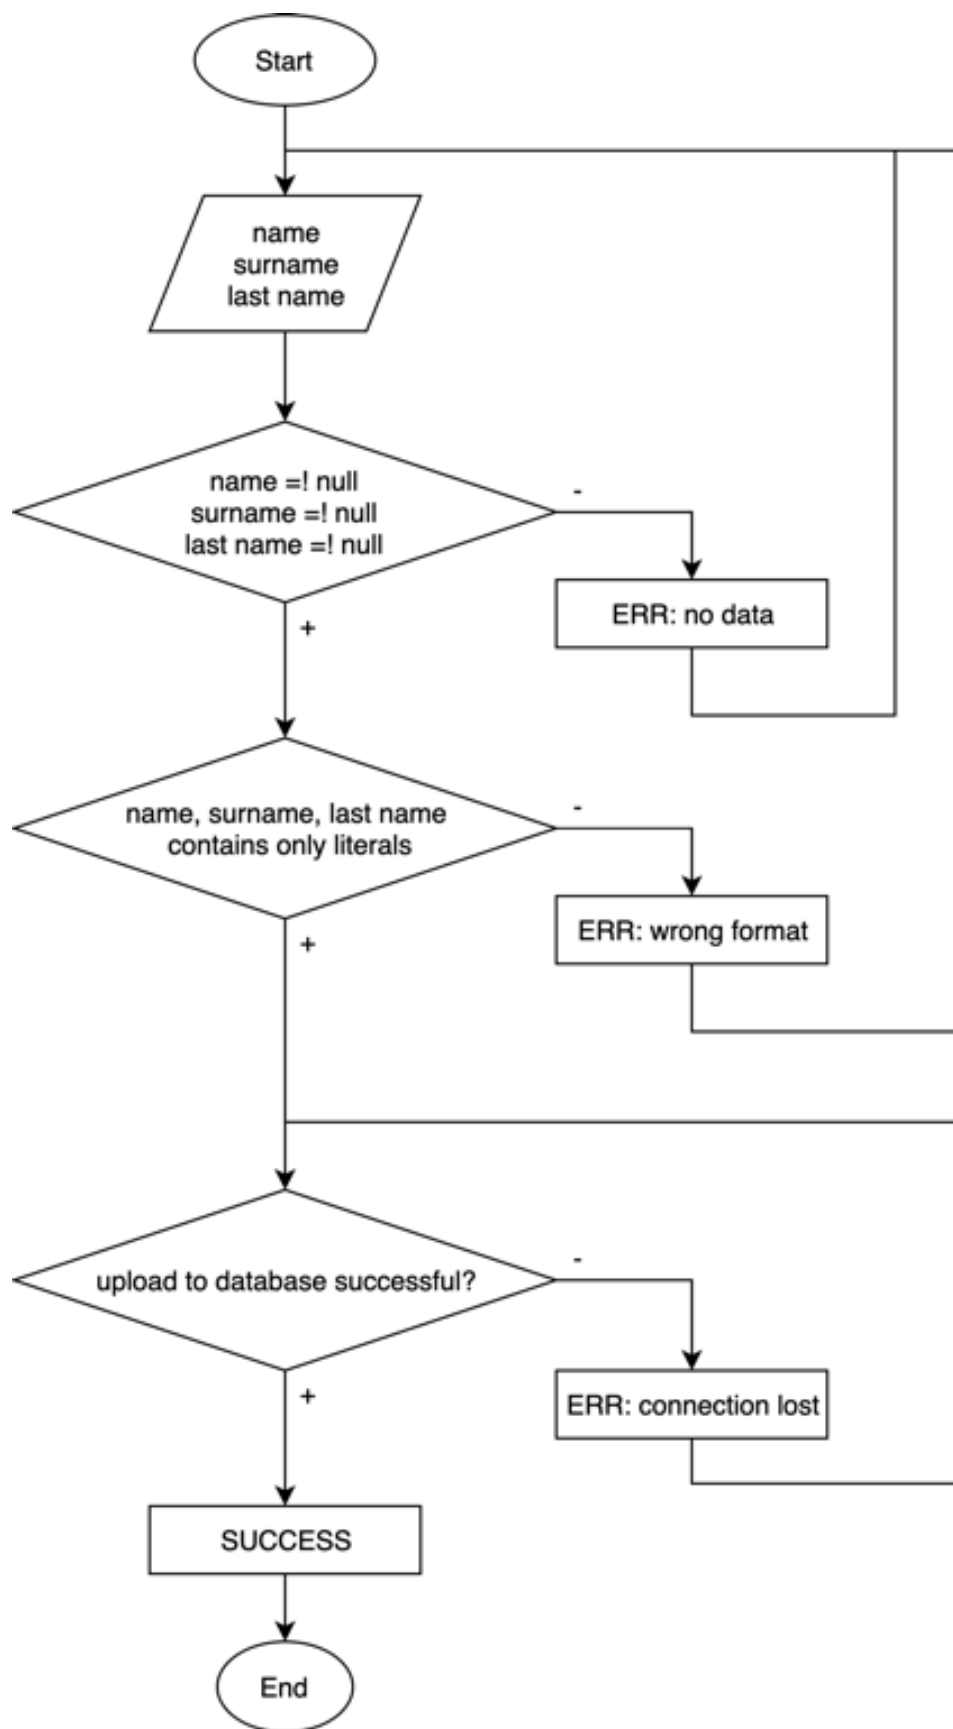 Start
name
surname
last name
name =! null
surname =! null
last name =! null
-
ERR: no data
+
name, surname, last name
contains only literals
-
ERR: wrong format
+
upload to database successful?
-
ERR: connection lost
+
SUCCESS
End